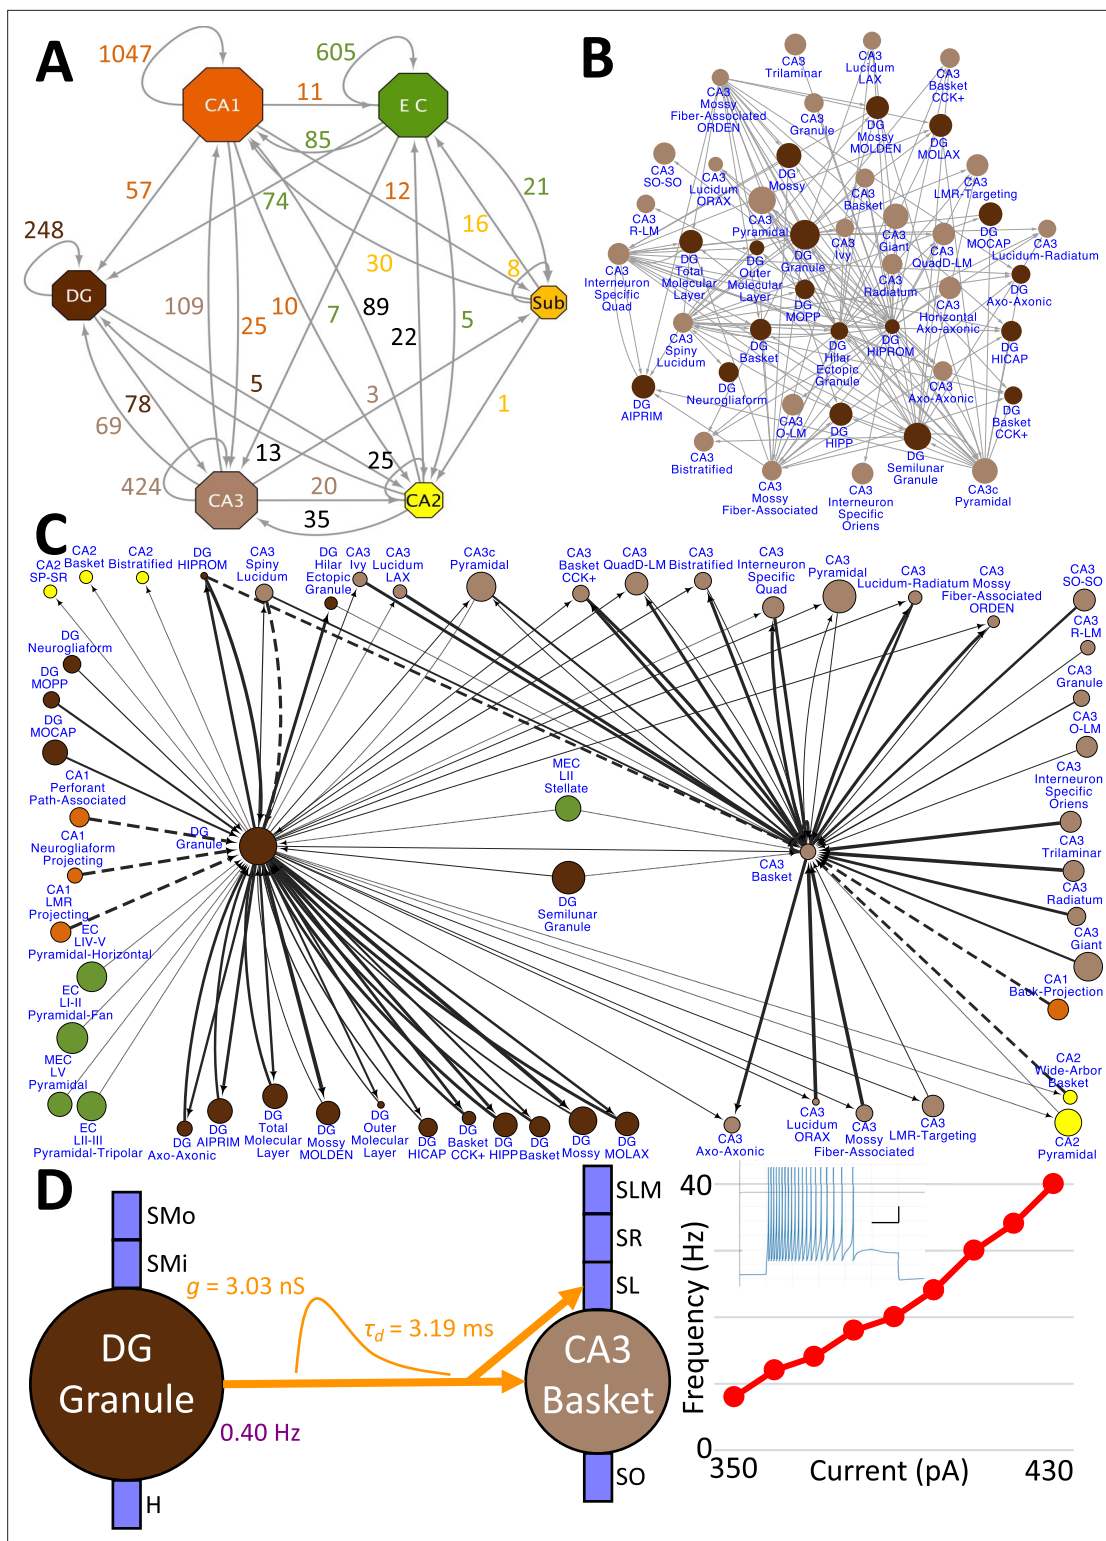 A
1047
605
CA1
11
E C
85
57
74
12
21
248
16
30
8
DG
Sub
109
25
10
7
89
22
5
5
3
1
78
69
13
25
424
CA3
20
CA2
35
B
CA3
Trilaminar
CA3
Lucidum
LAX
CA3
Basket
CCK+
CA3
Mossy
Fiber-Associated
ORDEN
CA3
Granule
DG
Mossy
MOLDEN
DG
MOLAX
CA3
SO-SO
CA3
Lucidum
ORAX
DG
Mossy
CA3
Basket
CA3
LMR-Targeting
CA3
R-LM
CA3
Pyramidal
CA3
Ivy
CA3
Giant
CA3
QuadD-LM
DG
MOCAP
CA3
Lucidum-Radiatum
CA3
Interneuron
Specific
Quad
DG
Total
Molecular
Layer
DG
Outer
Molecular
Layer
DG
Granule
CA3
Radiatum
DG
Axo-Axonic
DG
MOPP
CA3
Horizontal
Axo-axonic
CA3
Spiny
Lucidum
DG
Basket
DG
Hilar
Ectopic
Granule
DG
HIPROM
DG
HICAP
DG
AIPRIM
DG
Neurogliaform
CA3
Axo-Axonic
CA3
O-LM
DG
HIPP
DG
Basket
CCK+
CA3
Bistratified
DG
Semilunar
Granule
CA3
Mossy
Fiber-Associated
CA3
Interneuron
Specific
Oriens
CA3c
Pyramidal
C
CA2
SP-SR
CA2
Basket
CA2
Bistratified
DG
HIPROM
CA3
Spiny
Lucidum
DG
Hilar
Ectopic
Granule
CA3
Ivy
CA3
Lucidum
LAX
CA3c
Pyramidal
CA3
Basket
CCK+
CA3
QuadD-LM
CA3
Bistratified
CA3
Interneuron
Specific
Quad
CA3
Pyramidal
CA3
Lucidum-Radiatum
CA3
Mossy
Fiber-Associated
ORDEN
CA3
SO-SO
DG
Neurogliaform
DG
MOPP
DG
MOCAP
CA1
Perforant
Path-Associated
CA1
Neurogliaform
Projecting
CA1
LMR
Projecting
EC
LIV-V
Pyramidal-Horizontal
EC
LI-II
Pyramidal-Fan
MEC
LV
Pyramidal
EC
LII-III
Pyramidal-Tripolar
DG
Granule
MEC
LII
Stellate
DG
Semilunar
Granule
CA3
Basket
CA3
R-LM
CA3
Granule
CA3
O-LM
CA3
Interneuron
Specific
Oriens
CA3
Trilaminar
CA3
Radiatum
CA3
Giant
CA1
Back-Projection
CA2
Wide-Arbor
Basket
CA2
Pyramidal
DG
Axo-Axonic
DG
AIPRIM
DG
Total
Molecular
Layer
DG
Mossy
MOLDEN
DG
Outer
Molecular
Layer
DG
HICAP
DG
Basket
CCK+
DG
HIPP
DG
Basket
DG
Mossy
DG
MOLAX
CA3
Axo-Axonic
CA3
Lucidum
ORAX
CA3
Mossy
Fiber-Associated
CA3
LMR-Targeting
D
SMo
SMi
g = 3.03 nS
τd = 3.19 ms
DG
Granule
0.40 Hz
H
SLM
SR
SL
CA3
Basket
SO
Frequency (Hz)
40
0
350
Current (pA)
430